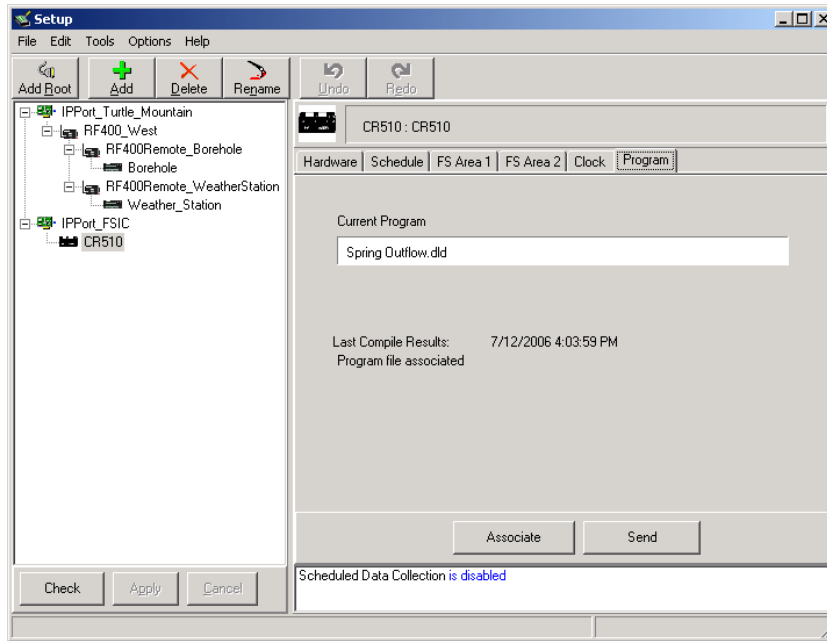 Setup
File Edit Tools Options Help
Add Root Add Delete Rename Undo Redo
IPPort_Turtle_Mountain
RF400_West
RF400Remote_Borehole
Borehole
RF400Remote_WeatherStation
Weather_Station
IPPort_FSIC
CR510
CR510 : CR510
Hardware Schedule FS Area 1 FS Area 2 Clock Program
Current Program
Spring Outflow.dld
Last Compile Results: 7/12/2006 4:03:59 PM
Program file associated
Associate Send
Check Apply Cancel
Scheduled Data Collection is disabled